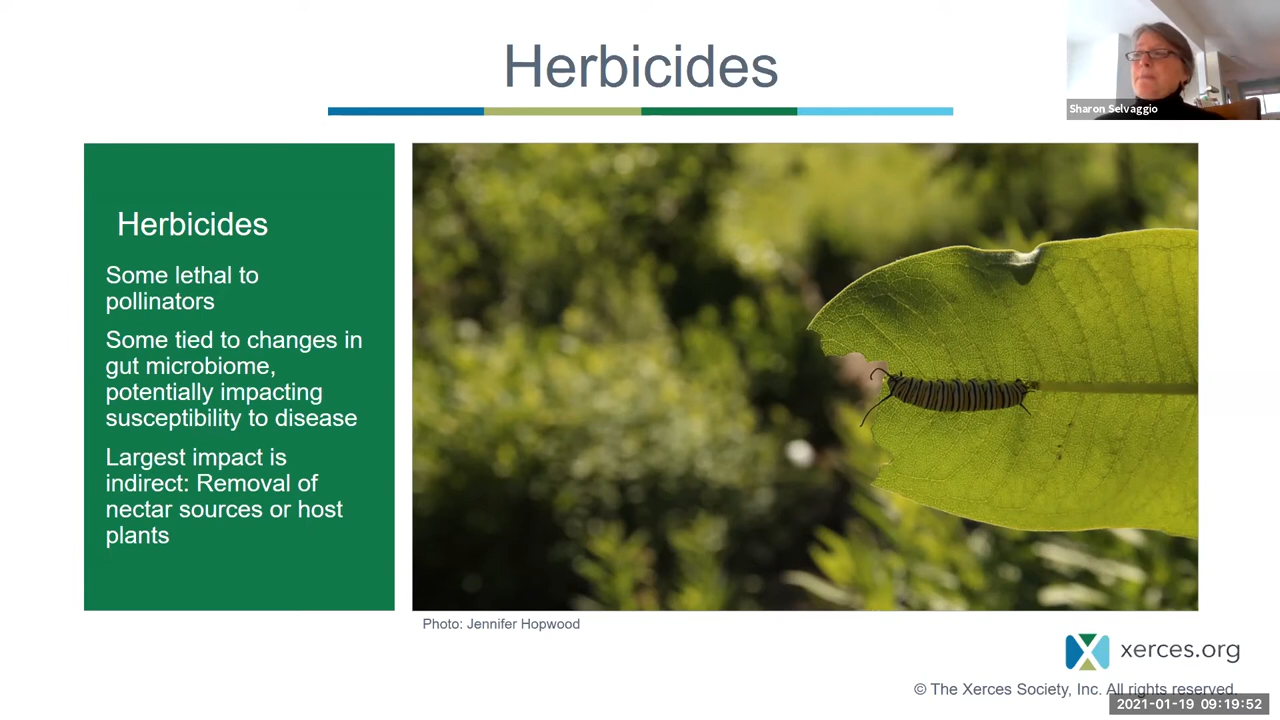 Herbicides
Sharon Selvaggio
Herbicides
Some lethal to
pollinators
Some tied to changes in
gut microbiome,
potentially impacting
susceptibility to disease
Largest impact is
indirect: Removal of
nectar sources or host
plants
Photo: Jennifer Hopwood
xerces.org
© The Xerces Society, Inc. All rights reserved.
2021-01-19 09:19:52